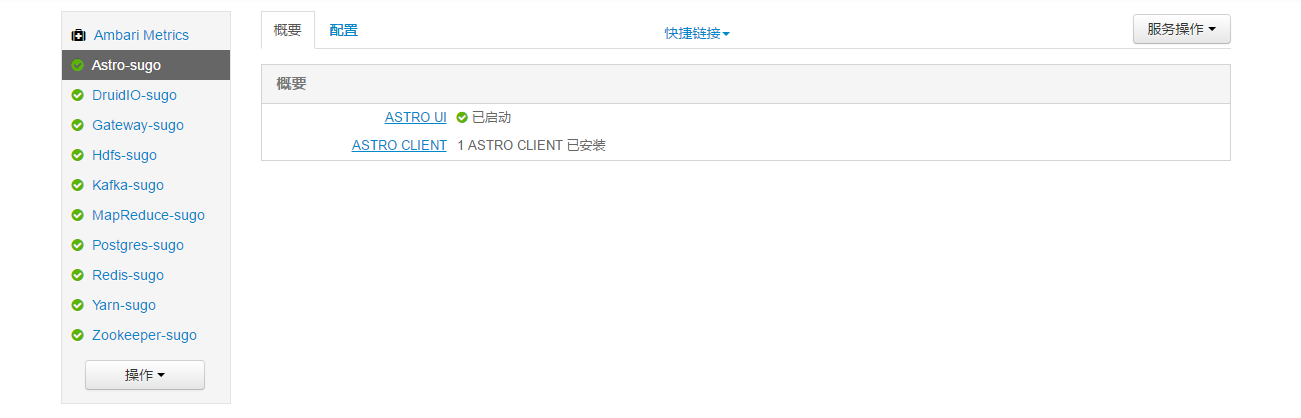 Ambari Metrics
Astro-sugo
DruidIO-sugo
Gateway-sugo
Hdfs-sugo
Kafka-sugo
MapReduce-sugo
Postgres-sugo
Redis-sugo
Yarn-sugo
Zookeeper-sugo
操作
概要 配置 快捷链接 服务操作
概要
ASTRO UI 已启动
ASTRO CLIENT 1 ASTRO CLIENT 已安装